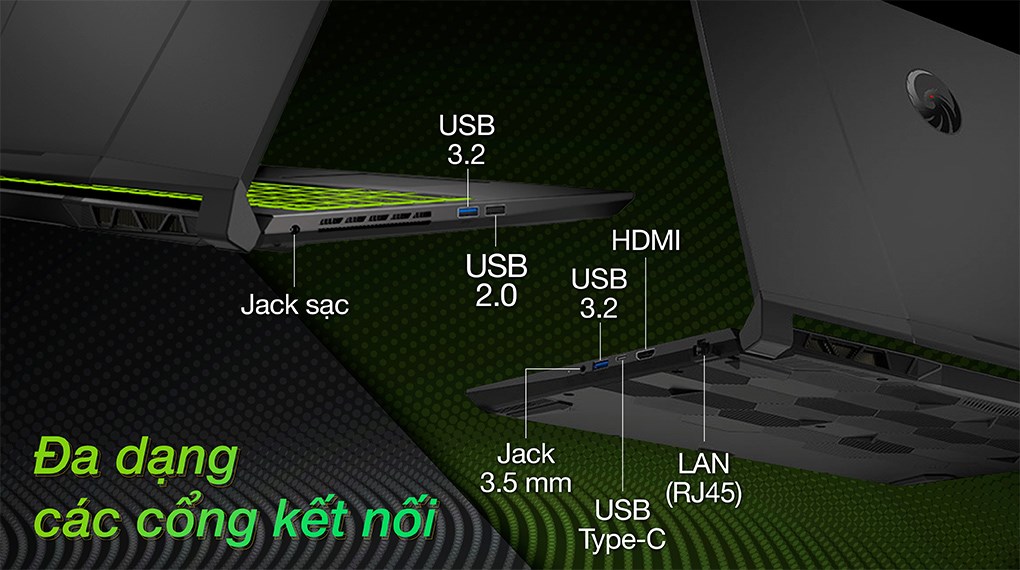 USB
3.2
USB
2.0
Jack sạc
HDMI
USB
3.2
Jack
3.5 mm
USB
Type-C
LAN
(RJ45)
Đa dạng
các cổng kết nối